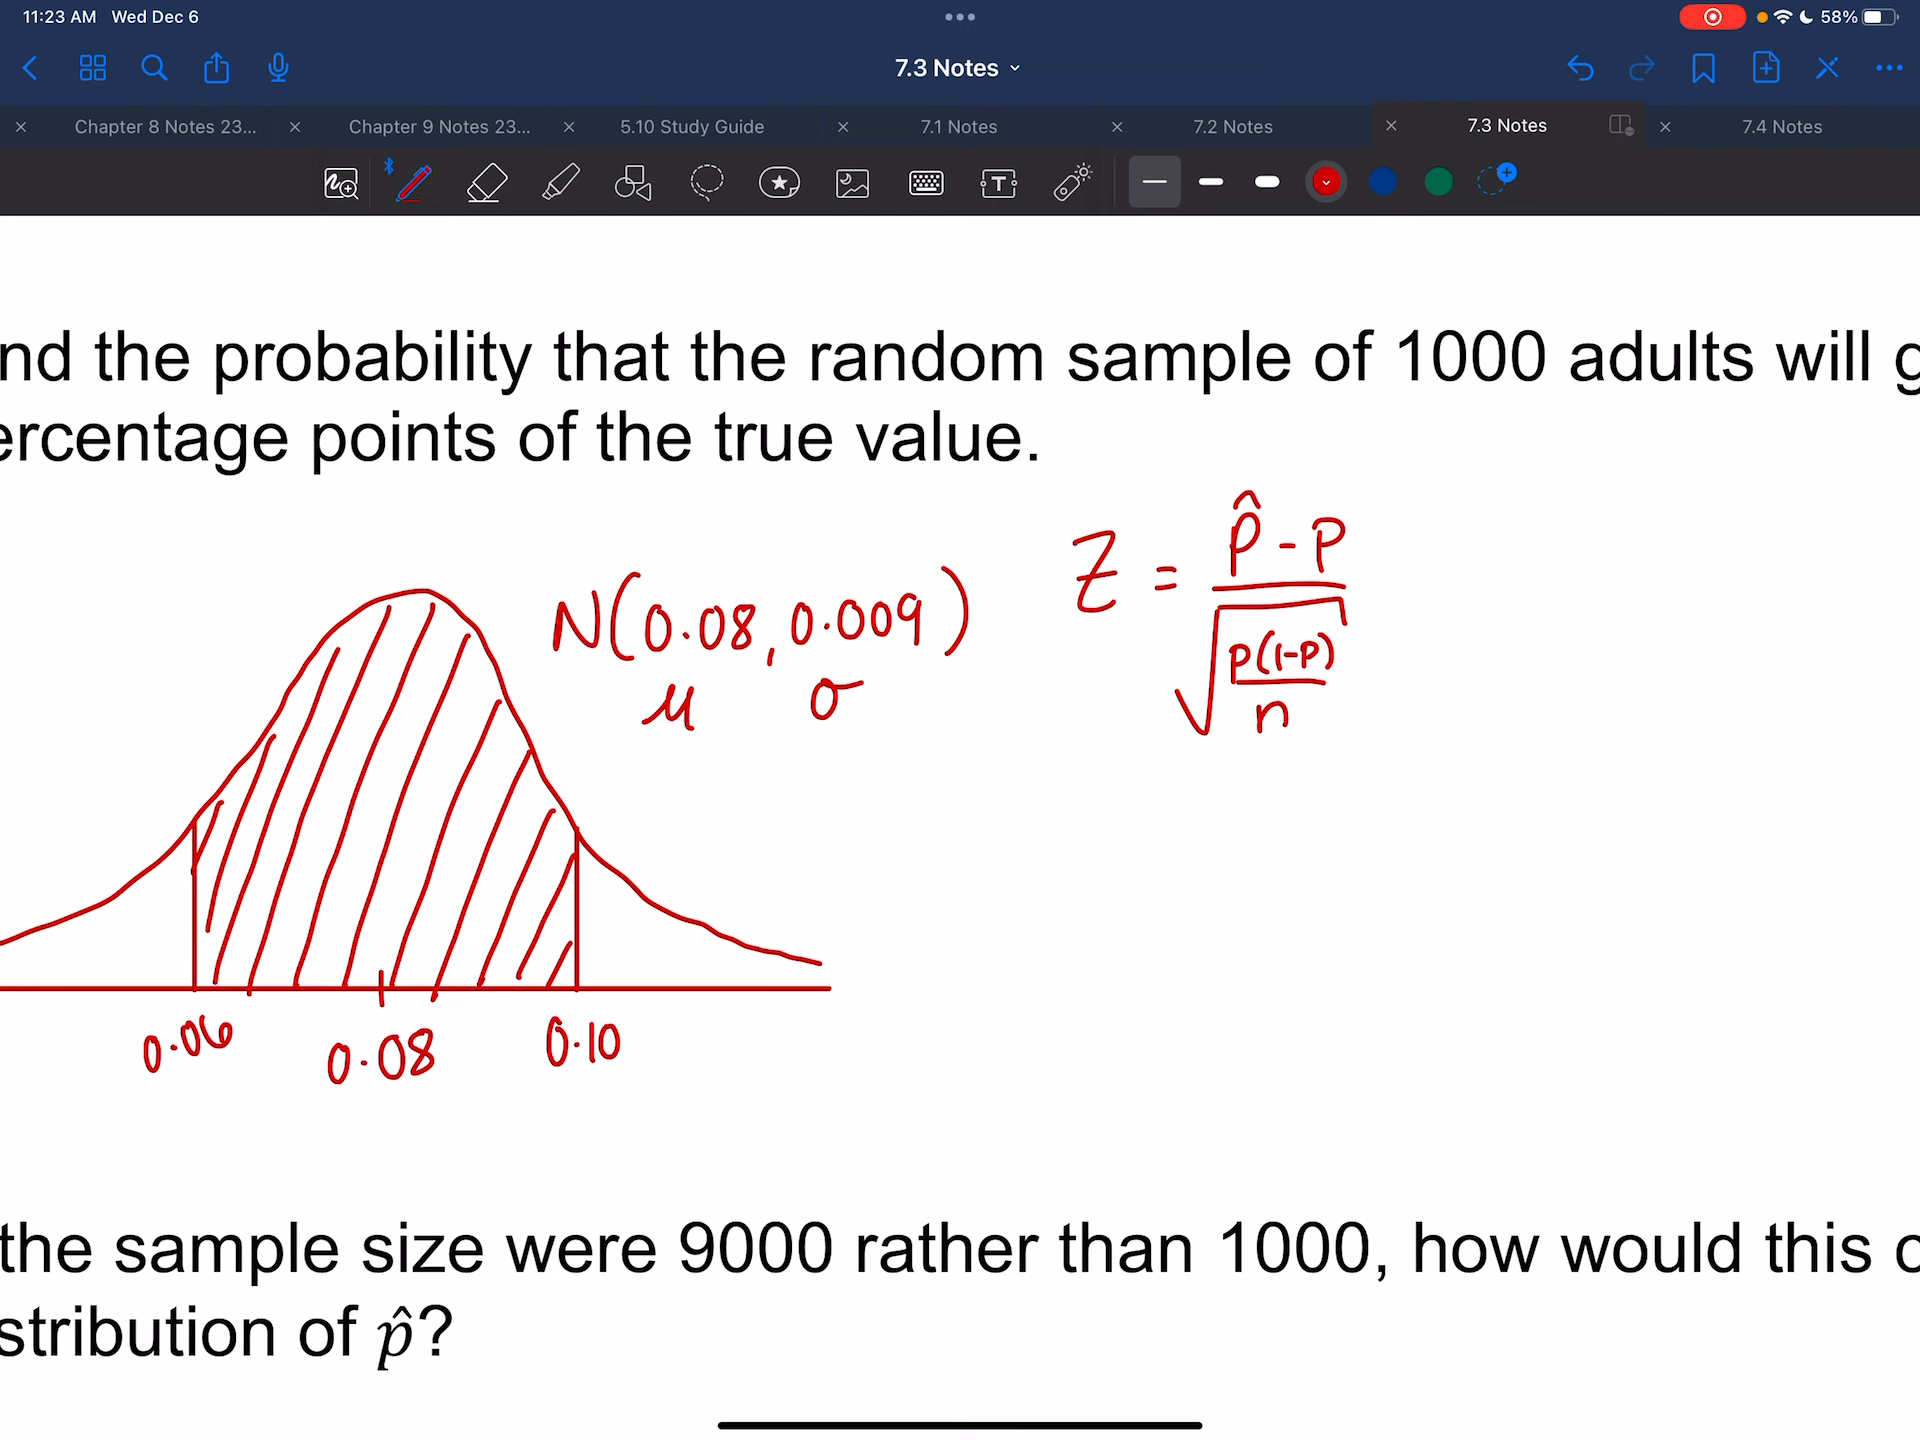 11:23 AM Wed Dec 6
58%
7.3 Notes
Chapter 8 Notes 23...
Chapter 9 Notes 23...
5.10 Study Guide
7.1 Notes
7.2 Notes
7.3 Notes
7.4 Notes
nd the probability that the random sample of 1000 adults will g
ercentage points of the true value.
N(0.08, 0.009)
μ σ
Z = p̂ - p
√ p(1-p)
n
0.06 0.08 0.10
the sample size were 9000 rather than 1000, how would this c
stribution of p̂?